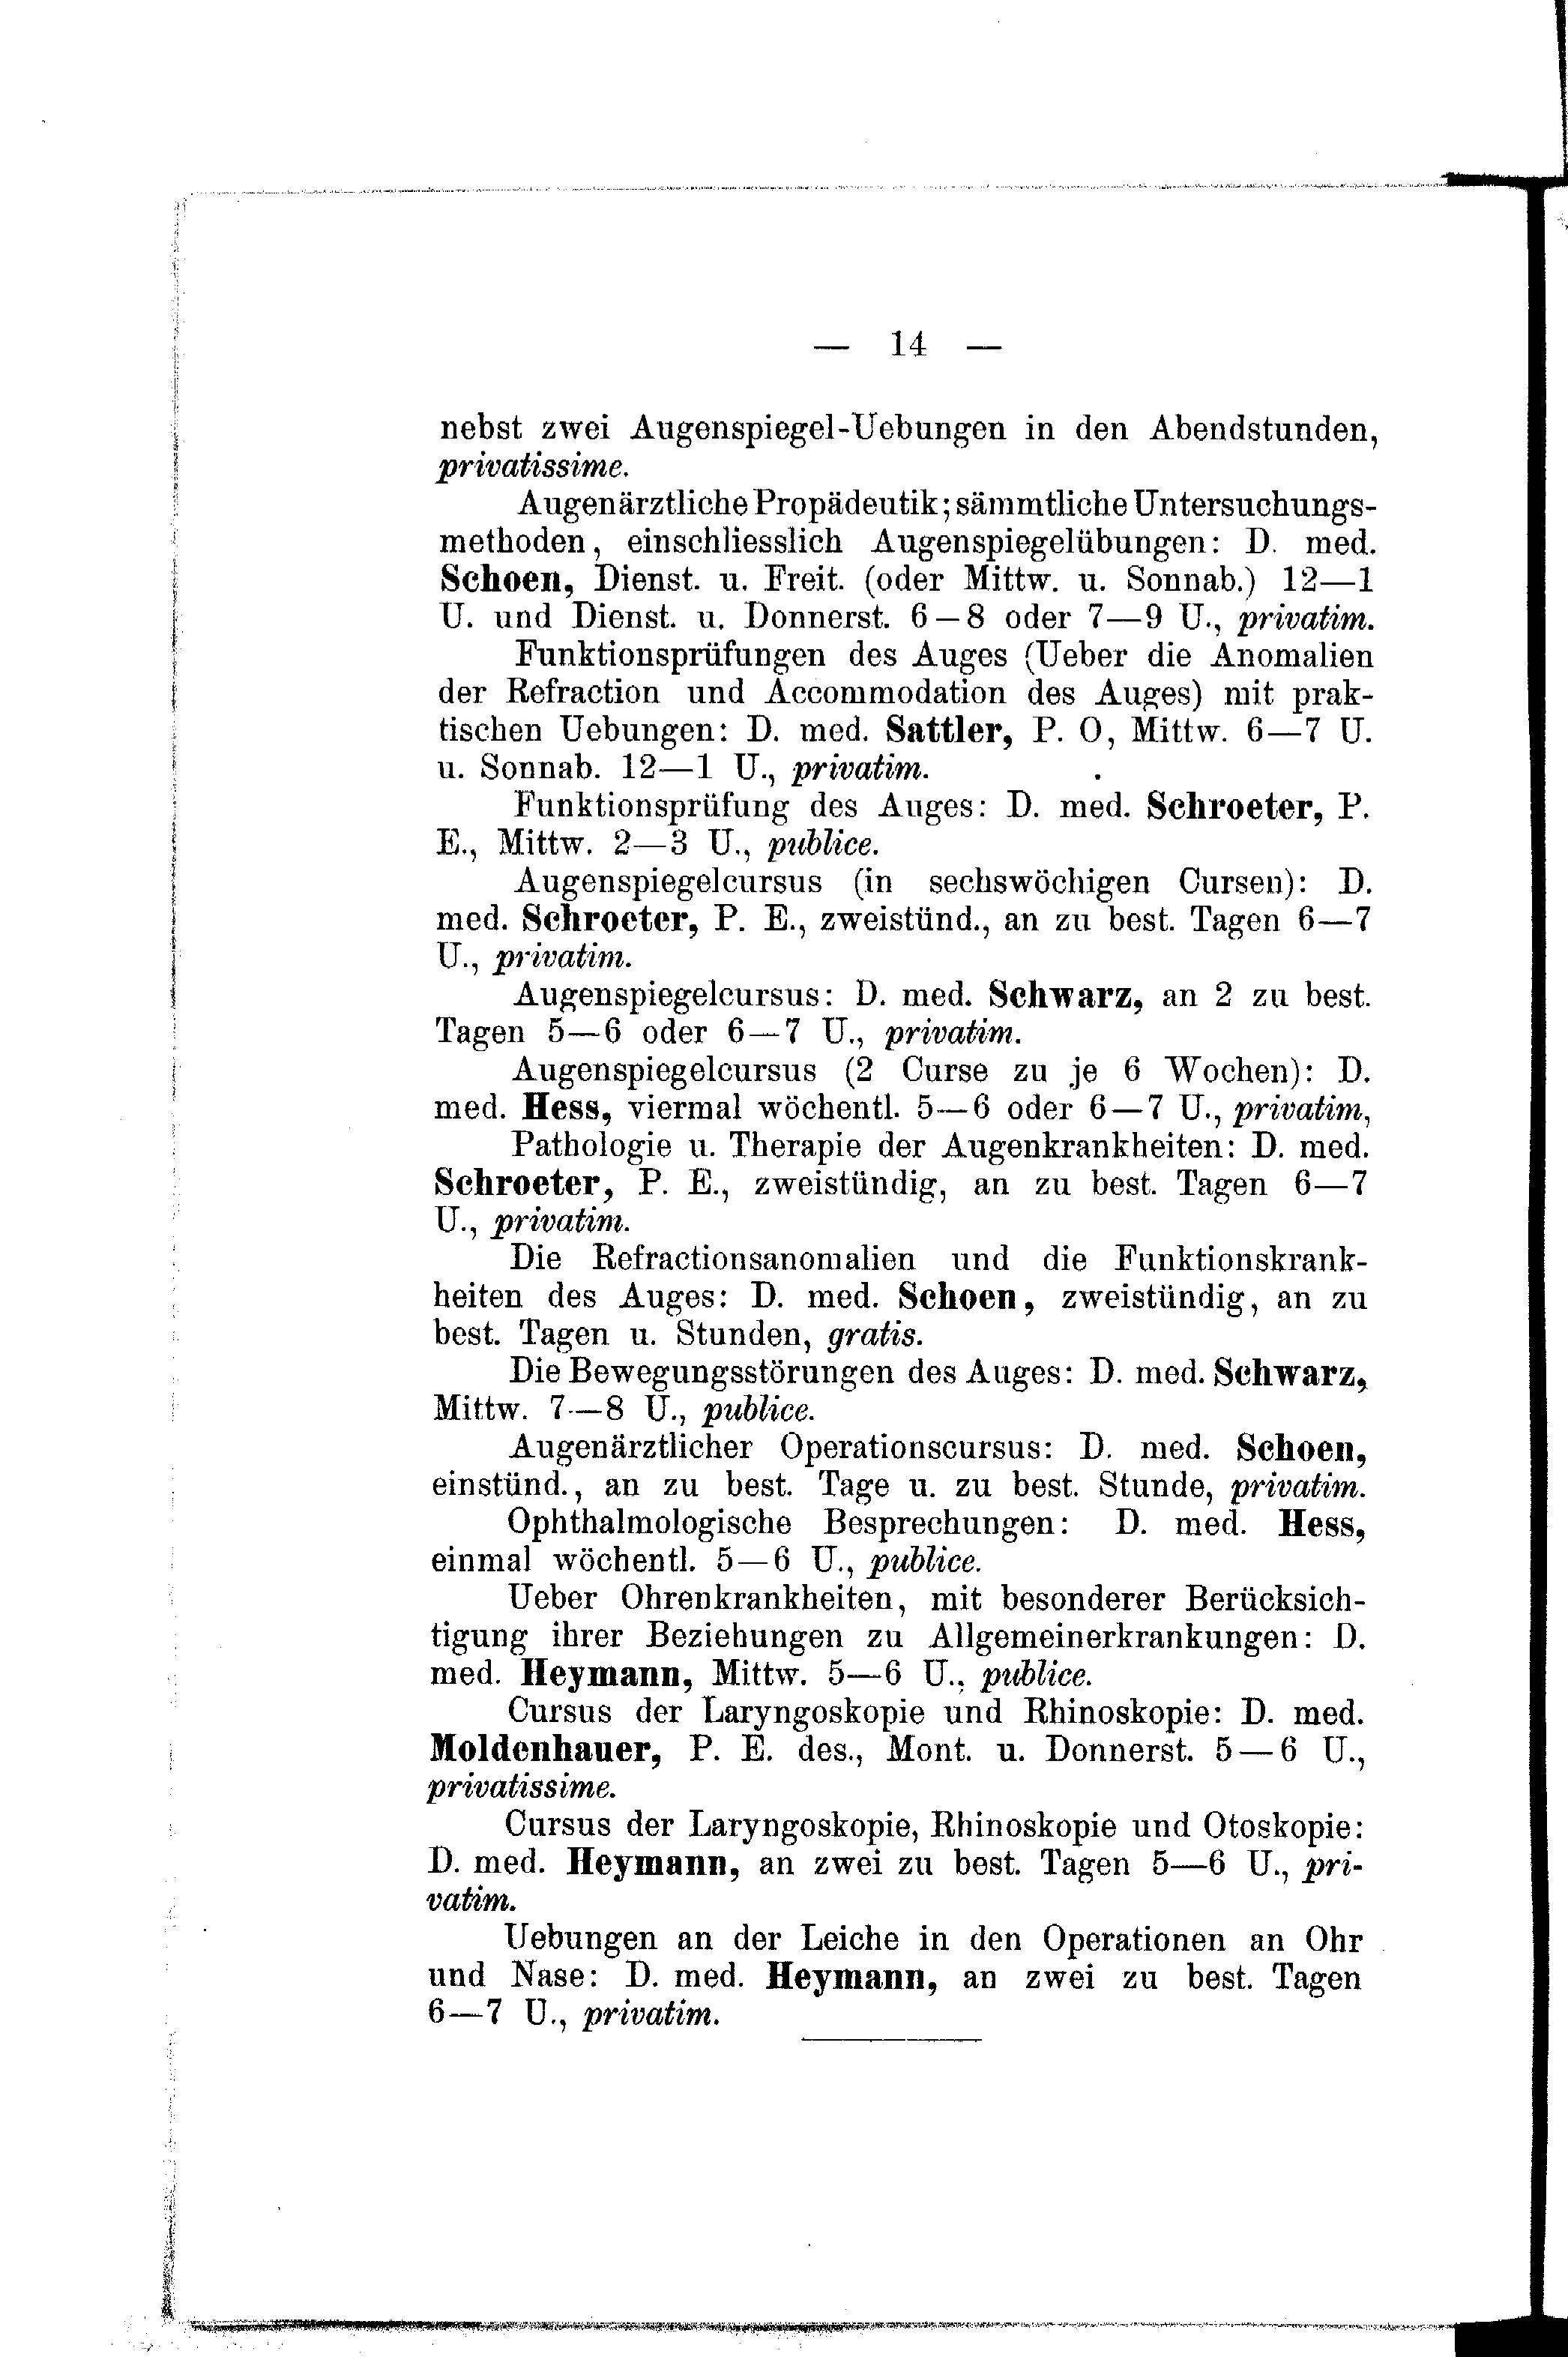 — 14 —
nebst zwei Augenspiegel-Uebungen in den Abendstunden,
privatissime.
Augenärztliche Propädeutik; sämmtliche Untersuchungs-
methoden, einschliesslich Augenspiegelübungen: D. med.
Schoen, Dienst. u. Freit. (oder Mittw. u. Sonnab.) 12—1
U. und Dienst. u. Donnerst. 6—8 oder 7—9 U., privatim.
Funktionsprüfungen des Auges (Ueber die Anomalien
der Refraction und Accommodation des Auges) mit prak-
tischen Uebungen: D. med. Sattler, P. O, Mittw. 6—7 U.
u. Sonnab. 12—1 U., privatim.
Funktionsprüfung des Auges: D. med. Schroeter, P.
E., Mittw. 2—3 U., publice.
Augenspiegelcursus (in sechswöchigen Cursen): D.
med. Schroeter, P. E., zweistünd., an zu best. Tagen 6—7
U., privatim.
Augenspiegelcursus: D. med. Schwarz, an 2 zu best.
Tagen 5—6 oder 6—7 U., privatim.
Augenspiegelcursus (2 Curse zu je 6 Wochen): D.
med. Hess, viermal wöchentl. 5—6 oder 6—7 U., privatim,
Pathologie u. Therapie der Augenkrankheiten: D. med.
Schroeter, P. E., zweistündig, an zu best. Tagen 6—7
U., privatim.
Die Refractionsanomalien und die Funktionskrank-
heiten des Auges: D. med. Schoen, zweistündig, an zu
best. Tagen u. Stunden, gratis.
Die Bewegungsstörungen des Auges: D. med. Schwarz,
Mittw. 7—8 U., publice.
Augenärztlicher Operationscursus: D. med. Schoen,
einstünd., an zu best. Tage u. zu best. Stunde, privatim.
Ophthalmologische Besprechungen: D. med. Hess,
einmal wöchentl. 5—6 U., publice.
Ueber Ohrenkrankheiten, mit besonderer Berücksich-
tigung ihrer Beziehungen zu Allgemeinerkrankungen: D.
med. Heymann, Mittw. 5—6 U., publice.
Cursus der Laryngoskopie und Rhinoskopie: D. med.
Moldenhauer, P. E. des., Mont. u. Donnerst. 5—6 U.,
privatissime.
Cursus der Laryngoskopie, Rhinoskopie und Otoskopie:
D. med. Heymann, an zwei zu best. Tagen 5—6 U., pri-
vatim.
Uebungen an der Leiche in den Operationen an Ohr
und Nase: D. med. Heymann, an zwei zu best. Tagen
6—7 U., privatim.